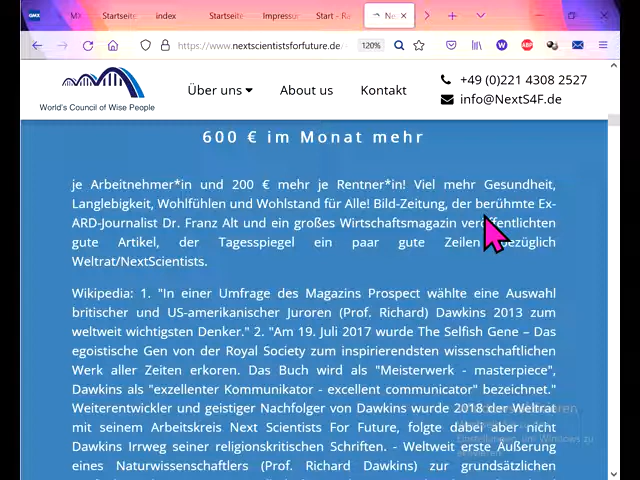 MX
Startseite
index
Startseite
Impressur
Start - Ra
Ne
https://www.nextscientistsforfuture.de/
120%
World's Council of Wise People
Über uns
About us
Kontakt
+49 (0)221 4308 2527
info@NextS4F.de
600 € im Monat mehr
je Arbeitnehmer*in und 200 € mehr je Rentner*in! Viel mehr Gesundheit,
Langlebigkeit, Wohlfühlen und Wohlstand für Alle! Bild-Zeitung, der berühmte Ex-
ARD-Journalist Dr. Franz Alt und ein großes Wirtschaftsmagazin veröffentlichten
gute Artikel, der Tagesspiegel ein paar gute Zeilen bezüglich
Weltrat/NextScientists.
Wikipedia: 1. "In einer Umfrage des Magazins Prospect wählte eine Auswahl
britischer und US-amerikanischer Juroren (Prof. Richard) Dawkins 2013 zum
weltweit wichtigsten Denker." 2. "Am 19. Juli 2017 wurde The Selfish Gene – Das
egoistische Gen von der Royal Society zum inspirierendsten wissenschaftlichen
Werk aller Zeiten erkoren. Das Buch wird als "Meisterwerk - masterpiece",
Dawkins als "exzellenter Kommunikator - excellent communicator" bezeichnet."
Weiterentwickler und geistiger Nachfolger von Dawkins wurde 2018 der Weltrat
mit seinem Arbeitskreis Next Scientists For Future, folgte dabei aber nicht
Dawkins Irrweg seiner religionskritischen Schriften. - Weltweit erste Äußerung
eines Naturwissenschaftlers (Prof. Richard Dawkins) zur grundsätzlichen